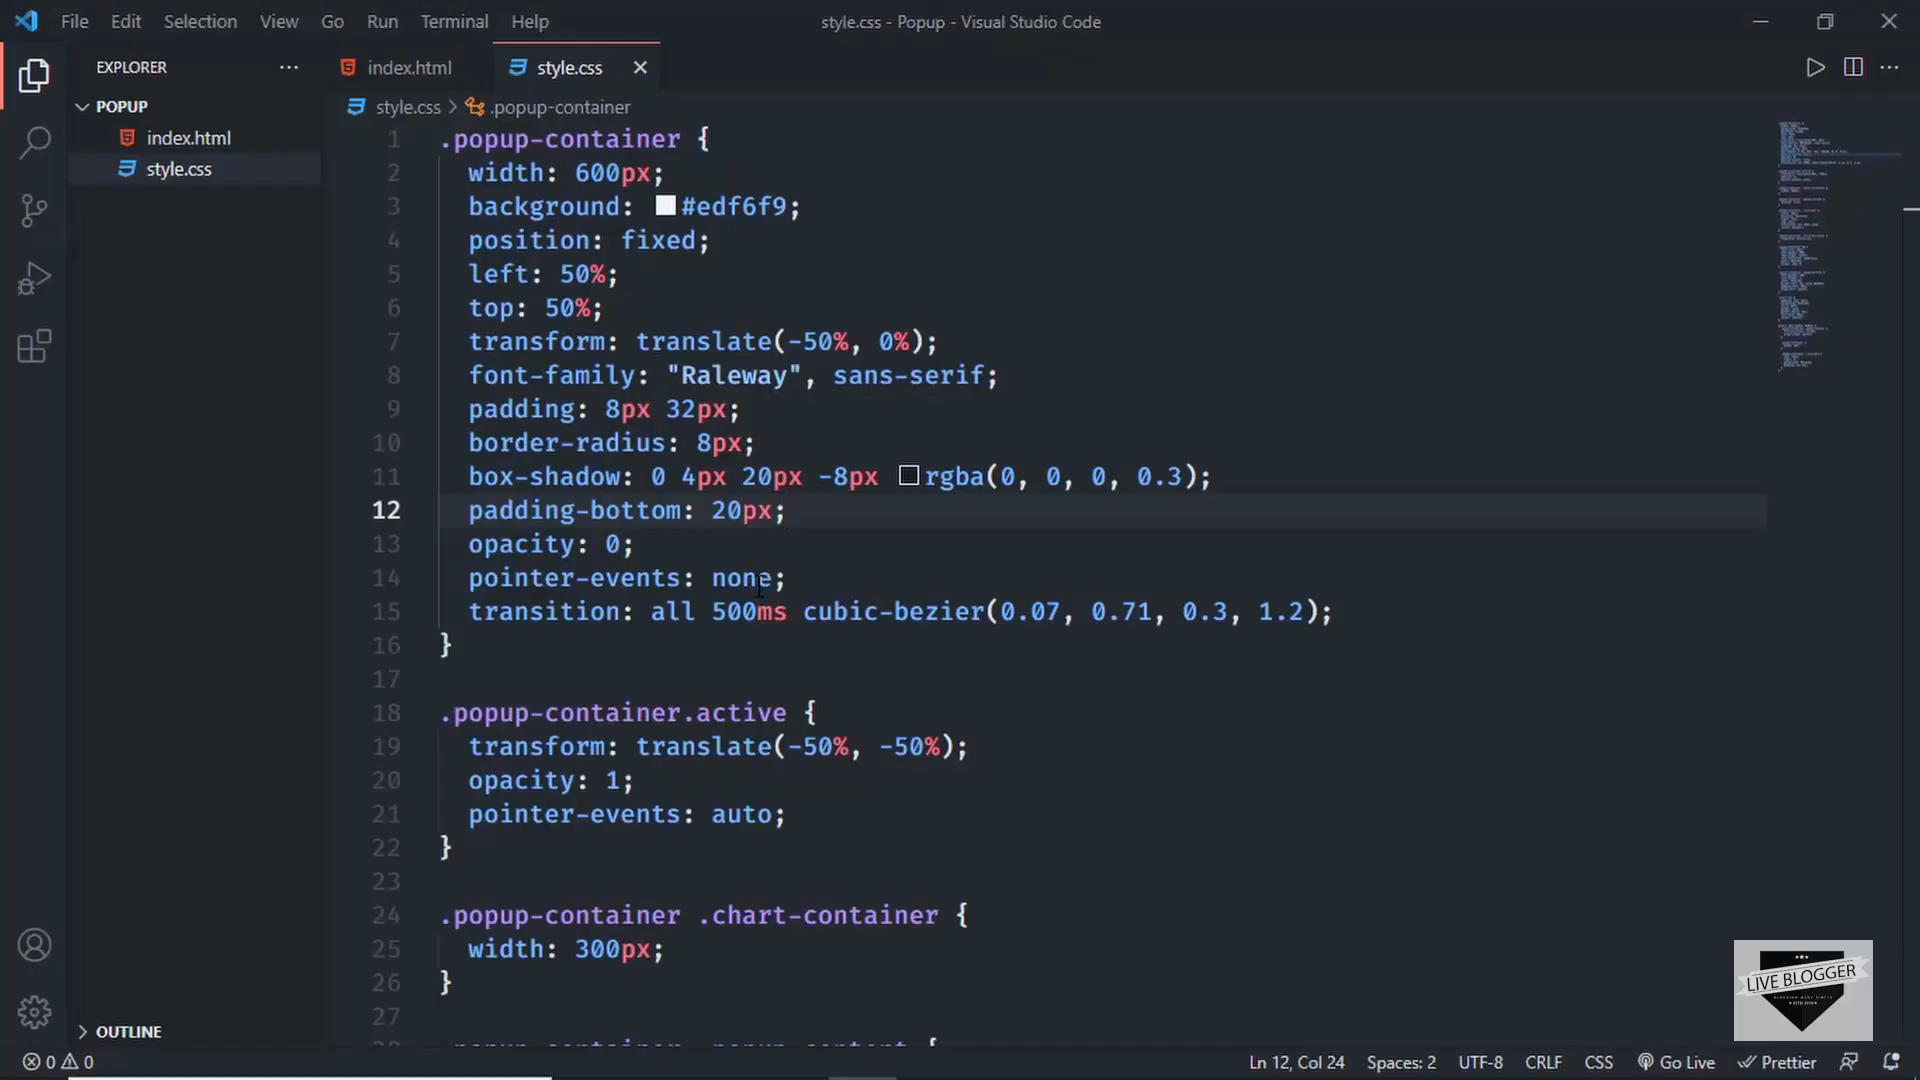 File Edit Selection View Go Run Terminal Help
style.css - Popup - Visual Studio Code
EXPLORER
index.html
style.css
POPUP
index.html
style.css
style.css > .popup-container
1 .popup-container {
2 width: 600px;
3 background: #edf6f9;
4 position: fixed;
5 left: 50%;
6 top: 50%;
7 transform: translate(-50%, 0%);
8 font-family: "Raleway", sans-serif;
9 padding: 8px 32px;
10 border-radius: 8px;
11 box-shadow: 0 4px 20px -8px rgba(0, 0, 0, 0.3);
12 padding-bottom: 20px;
13 opacity: 0;
14 pointer-events: none;
15 transition: all 500ms cubic-bezier(0.07, 0.71, 0.3, 1.2);
16 }
17
18 .popup-container.active {
19 transform: translate(-50%, -50%);
20 opacity: 1;
21 pointer-events: auto;
22 }
23
24 .popup-container .chart-container {
25 width: 300px;
26 }
27
OUTLINE
LIVE BLOGGER
0 0
Ln 12, Col 24 Spaces: 2 UTF-8 CRLF CSS Go Live Prettier